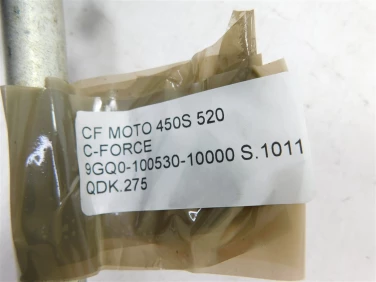 CF MOTO 450S 520
C-FORCE
9GQ0-100530-10000 S.1011
QDK.275